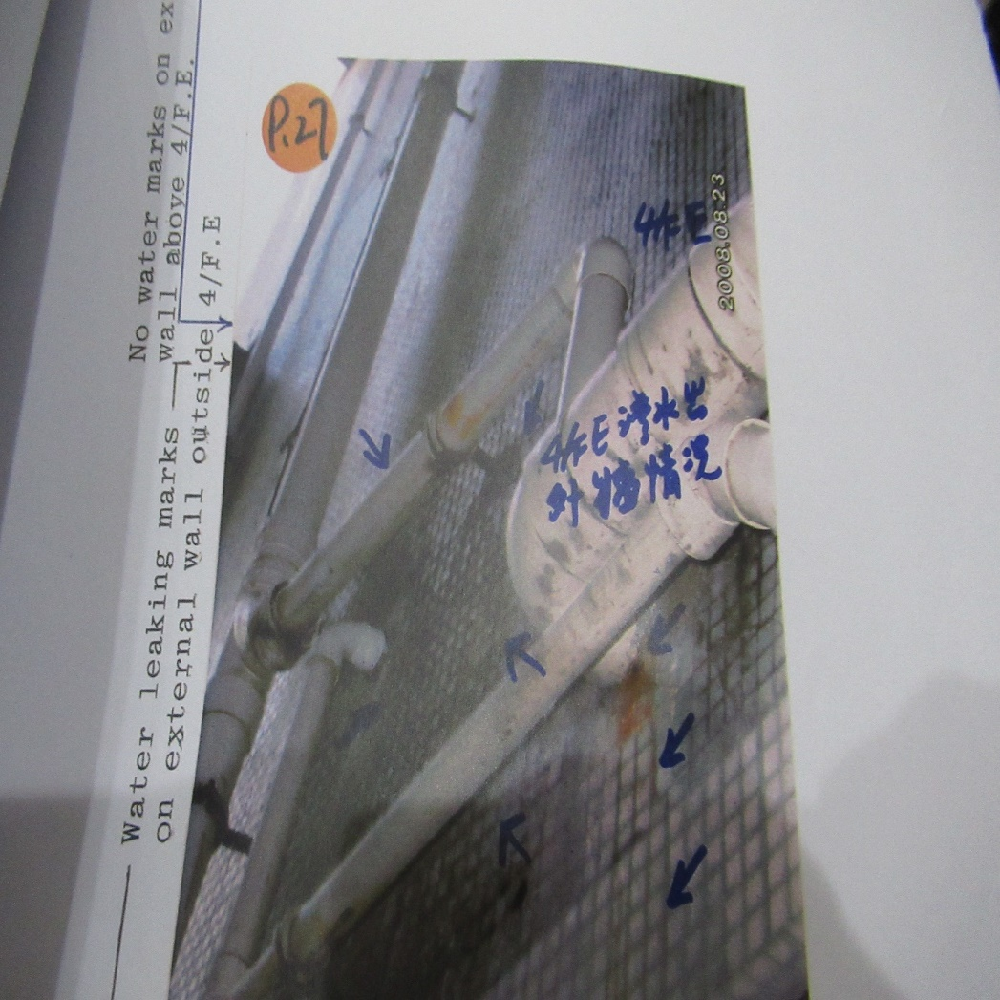 No water marks on ex
wall above 4/F.E.
Water leaking marks
on external wall outside 4/F.E
P.27
4/F E
2008.08.23
4/F E 滲水出
外墻情況